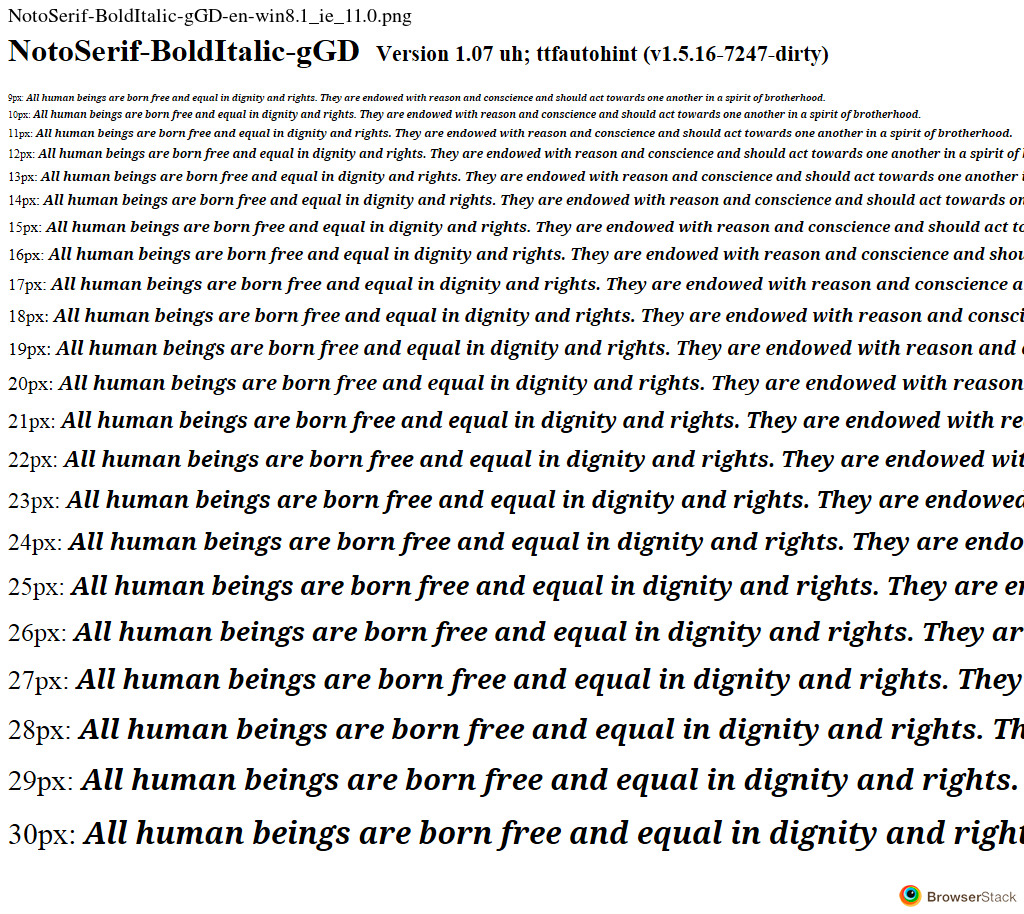 NotoSerif-BoldItalic-gGD-en-win8.1_ie_11.0.png
NotoSerif-BoldItalic-gGD Version 1.07 uh; ttfautohint (v1.5.16-7247-dirty)
9px: All human beings are born free and equal in dignity and rights. They are endowed with reason and conscience and should act towards one another in a spirit of brotherhood.
10px: All human beings are born free and equal in dignity and rights. They are endowed with reason and conscience and should act towards one another in a spirit of brotherhood.
11px: All human beings are born free and equal in dignity and rights. They are endowed with reason and conscience and should act towards one another in a spirit of brotherhood.
12px: All human beings are born free and equal in dignity and rights. They are endowed with reason and conscience and should act towards one another in a spirit of
13px: All human beings are born free and equal in dignity and rights. They are endowed with reason and conscience and should act towards one another
14px: All human beings are born free and equal in dignity and rights. They are endowed with reason and conscience and should act towards on
15px: All human beings are born free and equal in dignity and rights. They are endowed with reason and conscience and should act to
16px: All human beings are born free and equal in dignity and rights. They are endowed with reason and conscience and shou
17px: All human beings are born free and equal in dignity and rights. They are endowed with reason and conscience a
18px: All human beings are born free and equal in dignity and rights. They are endowed with reason and consci
19px: All human beings are born free and equal in dignity and rights. They are endowed with reason and
20px: All human beings are born free and equal in dignity and rights. They are endowed with reason
21px: All human beings are born free and equal in dignity and rights. They are endowed with re
22px: All human beings are born free and equal in dignity and rights. They are endowed wit
23px: All human beings are born free and equal in dignity and rights. They are endowed
24px: All human beings are born free and equal in dignity and rights. They are endo
25px: All human beings are born free and equal in dignity and rights. They are en
26px: All human beings are born free and equal in dignity and rights. They ar
27px: All human beings are born free and equal in dignity and rights. They
28px: All human beings are born free and equal in dignity and rights. Th
29px: All human beings are born free and equal in dignity and rights.
30px: All human beings are born free and equal in dignity and right
BrowserStack